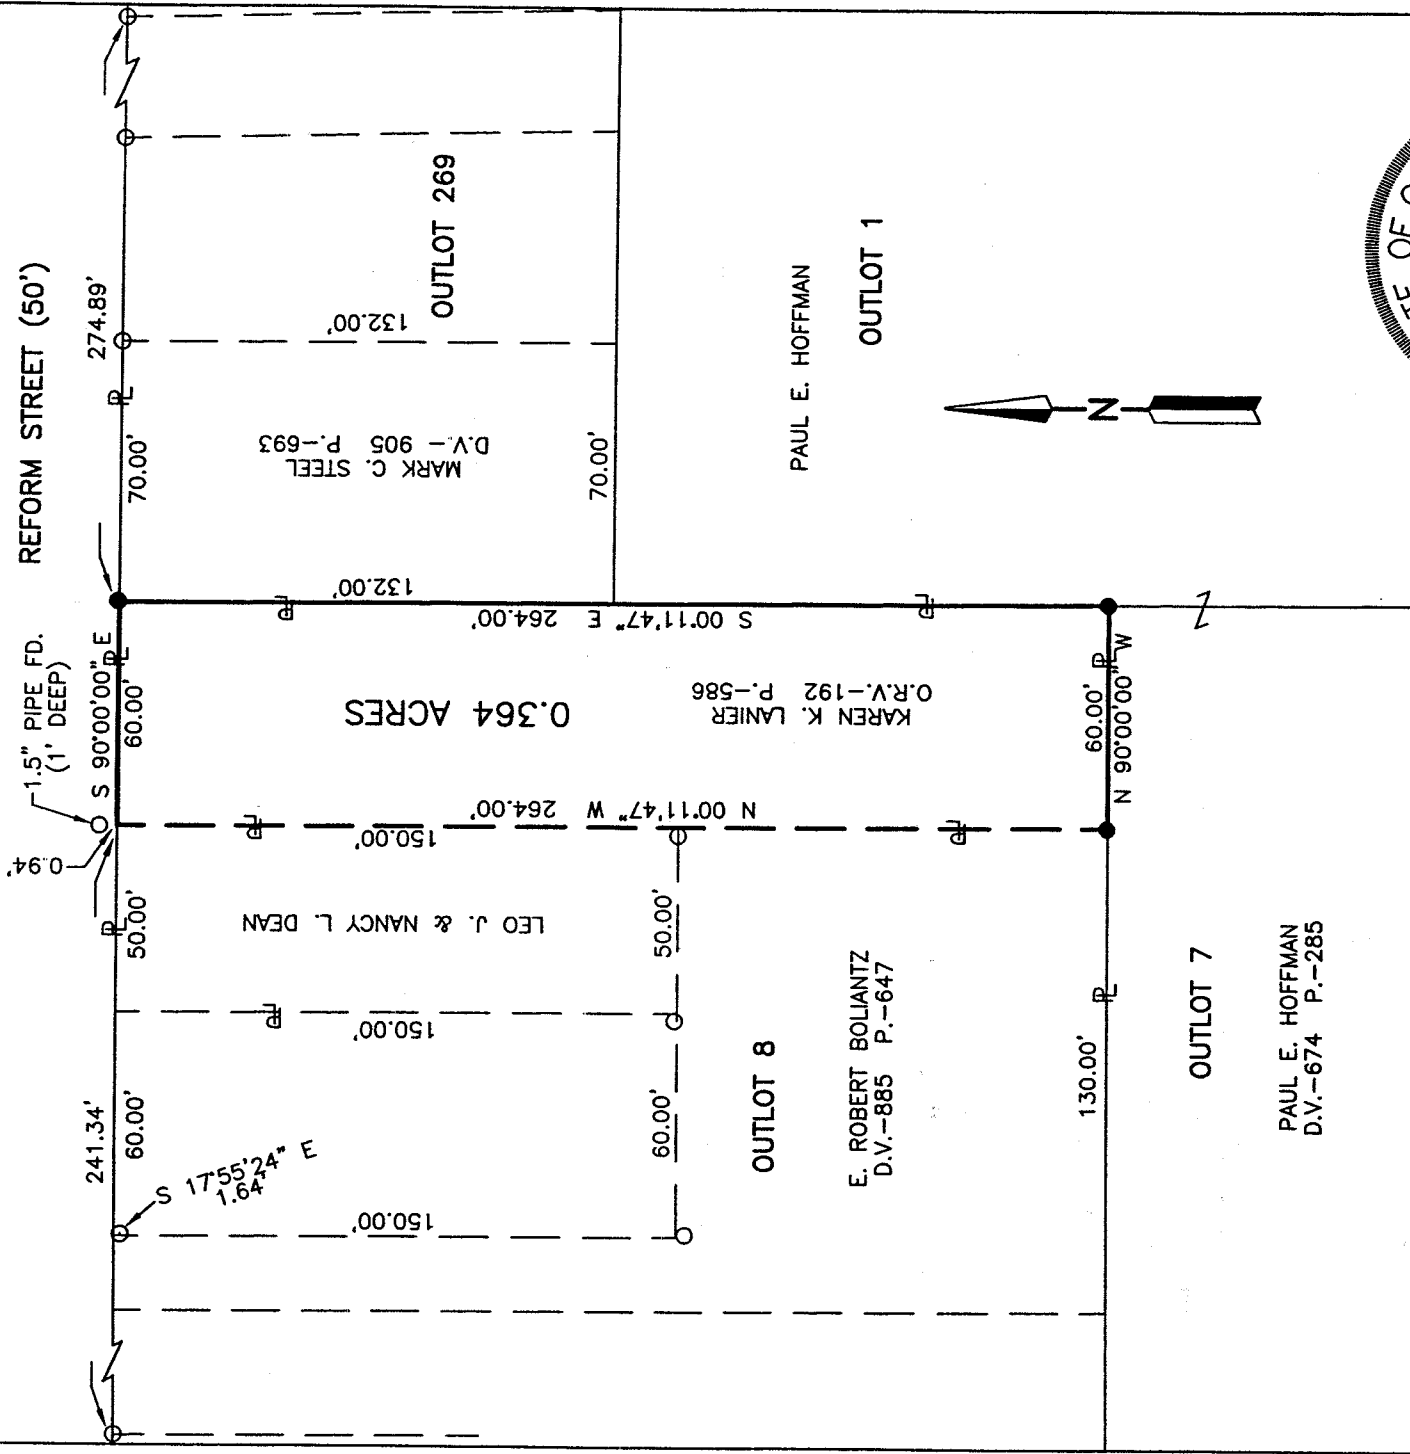 REFORM STREET (50')
1.5" PIPE FD.
(1' DEEP)
S 90°00'00" E
60.00'
0.94'
274.89'
70.00'
50.00'
241.34'
60.00'
S 17°55'24" E
1.64'
OUTLOT 269
132.00'
MARK C. STEEL
D.V.- 905 P.-693
70.00'
132.00'
S 00°11'47" E 264.00'
0.364 ACRES
KAREN K. LANIER
O.R.V.-192 P.-586
N 00°11'47" W 264.00'
150.00'
LEO J. & NANCY L. DEAN
150.00'
150.00'
50.00'
60.00'
OUTLOT 8
E. ROBERT BOLIANTZ
D.V.-885 P.-647
PAUL E. HOFFMAN
OUTLOT 1
N
60.00'
N 90°00'00" W
130.00'
OUTLOT 7
PAUL E. HOFFMAN
D.V.-674 P.-285
OF